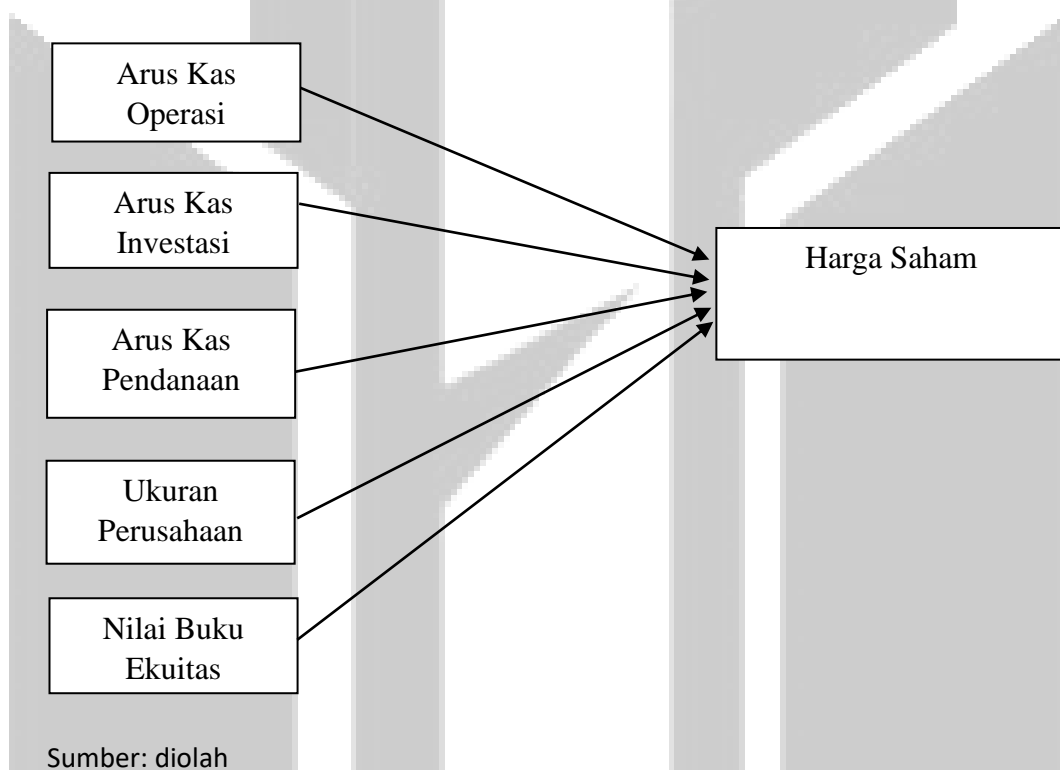 Arus Kas
Operasi
Arus Kas
Investasi
Harga Saham
Arus Kas
Pendanaan
Ukuran
Perusahaan
Nilai Buku
Ekuitas
Sumber: diolah